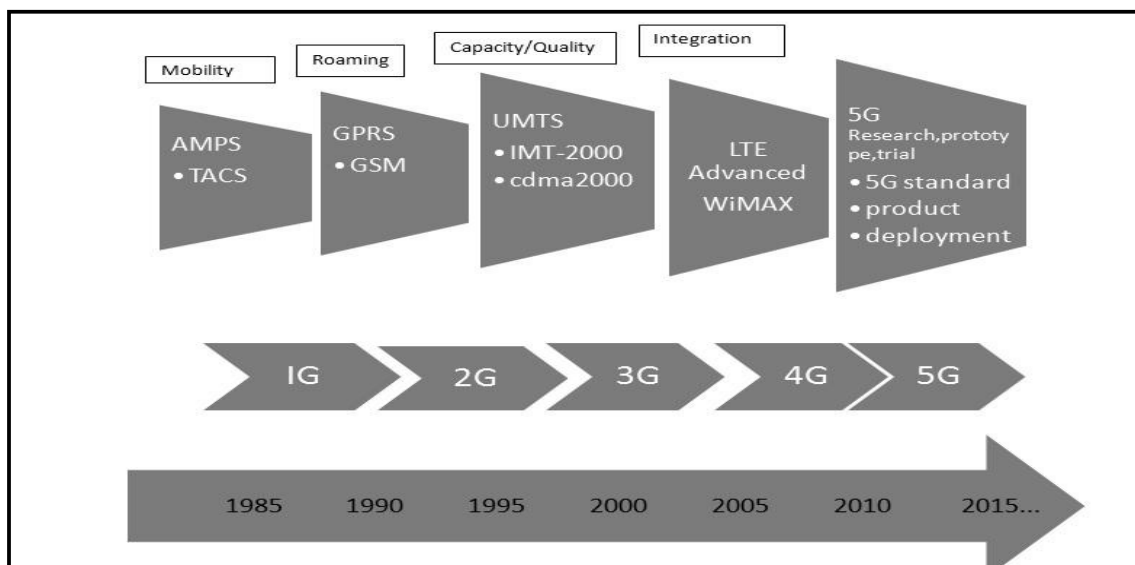 Mobility
Roaming
Capacity/Quality
Integration
AMPS
• TACS
GPRS
• GSM
UMTS
• IMT-2000
• cdma2000
LTE
Advanced
WiMAX
5G
Research,prototy
pe,trial
• 5G standard
• product
• deployment
IG
2G
3G
4G
5G
1985 1990 1995 2000 2005 2010 2015...